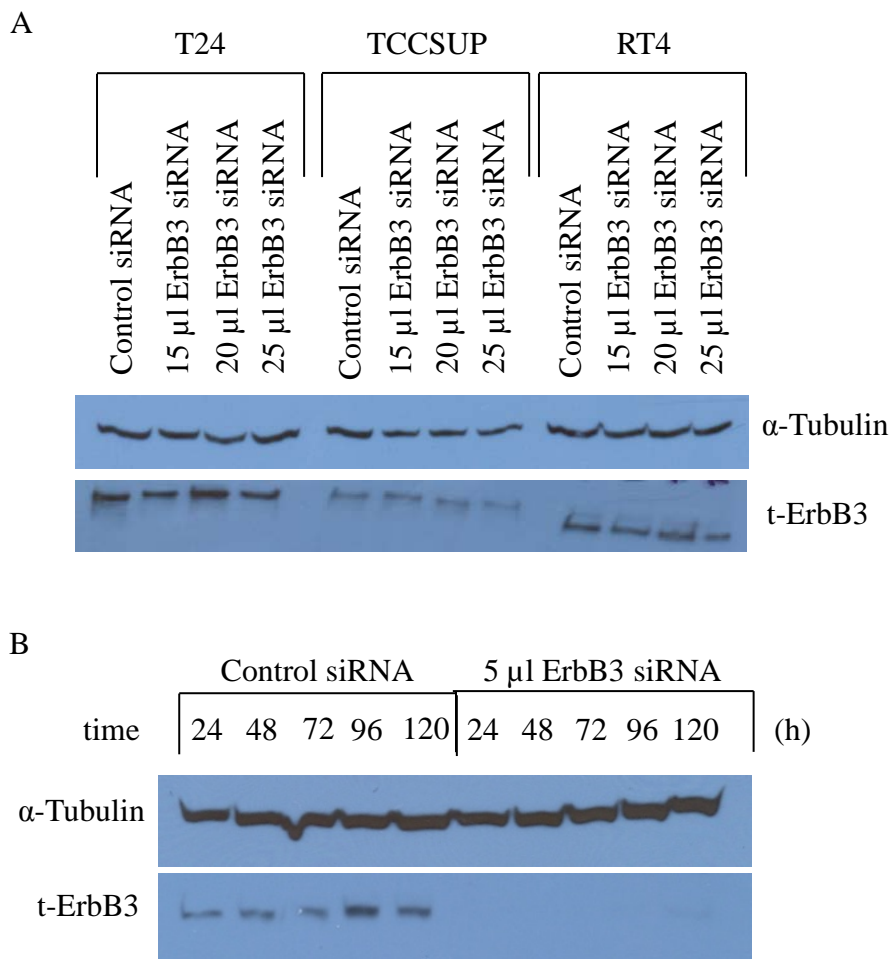 A
T24 TCCSUP RT4
Control siRNA
15 µl ErbB3 siRNA
20 µl ErbB3 siRNA
25 µl ErbB3 siRNA
Control siRNA
15 µl ErbB3 siRNA
20 µl ErbB3 siRNA
25 µl ErbB3 siRNA
Control siRNA
15 µl ErbB3 siRNA
20 µl ErbB3 siRNA
25 µl ErbB3 siRNA
α-Tubulin
t-ErbB3
B
Control siRNA 5 µl ErbB3 siRNA
time 24 48 72 96 120 24 48 72 96 120 (h)
α-Tubulin
t-ErbB3